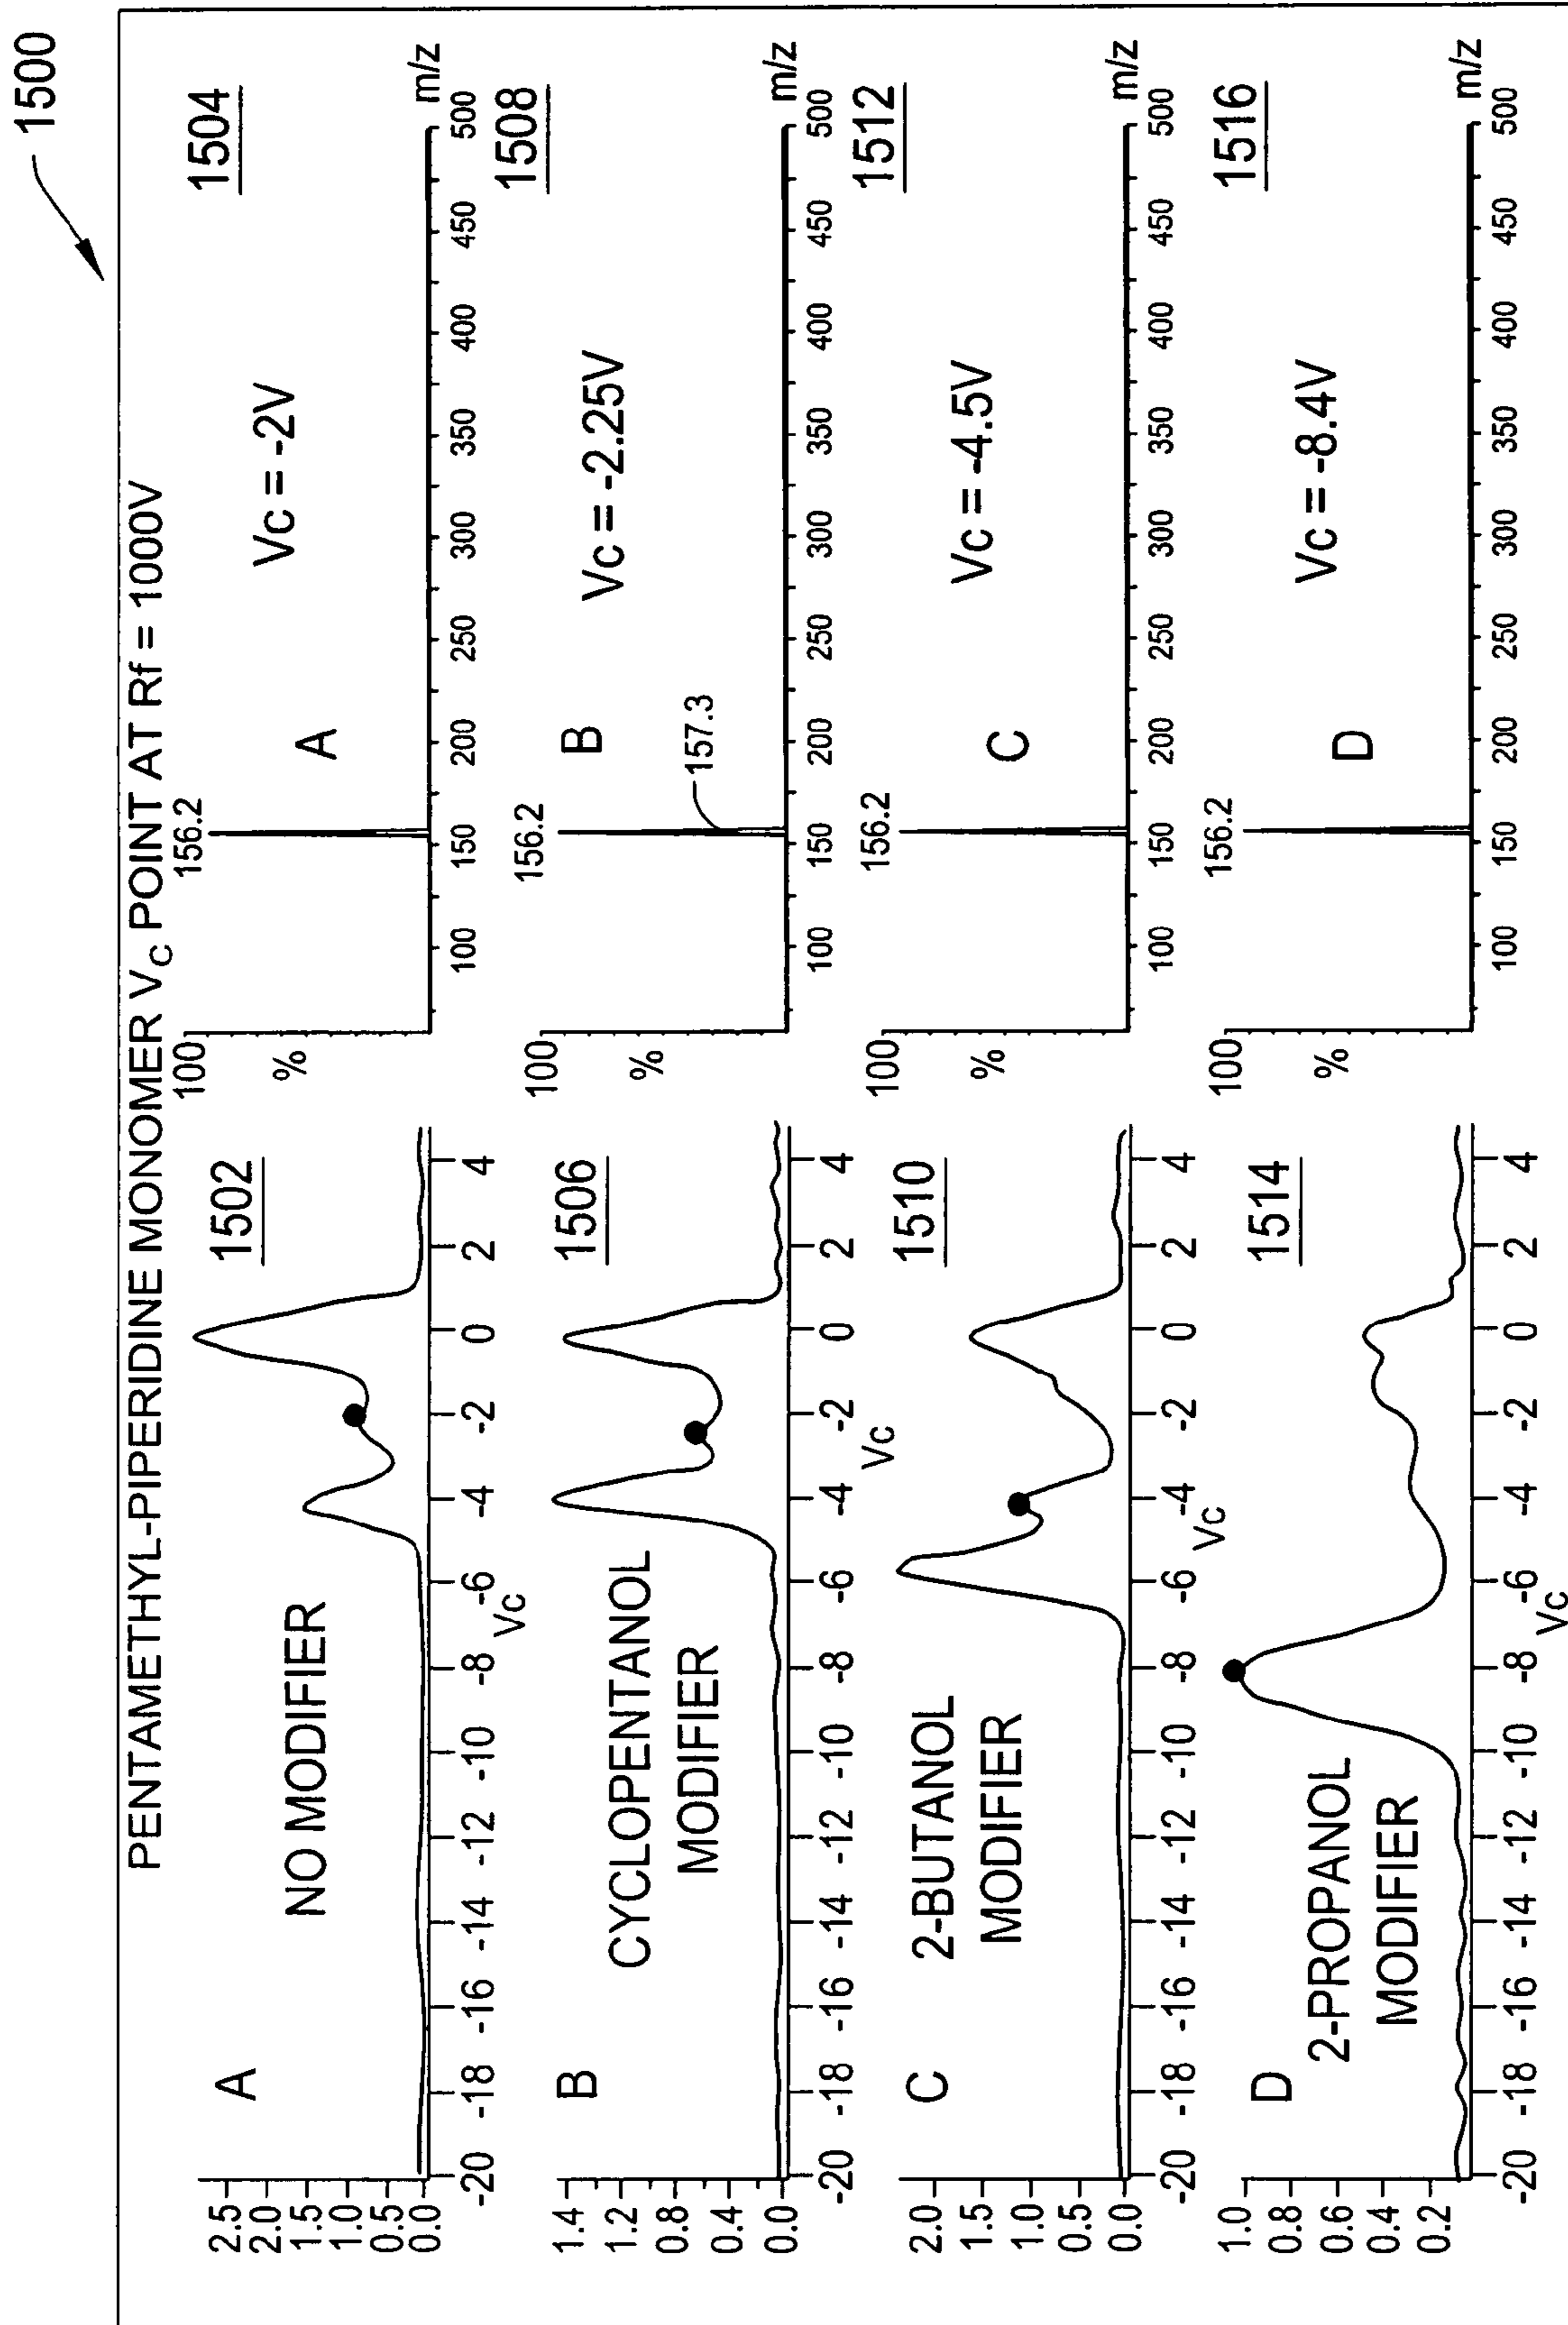 1500
PENTAMETHYL-PIPERIDINE MONOMER Vc POINT AT Rf = 1000V
A
NO MODIFIER
1502
2.5
2.0
1.5
1.0
0.5
0.0
-20 -18 -16 -14 -12 -10 -8 -6 -4 -2 0 2 4
Vc
100
%
156.2
A
Vc = -2V
1504
100 150 200 250 300 350 400 450 500
m/z
B
CYCLOPENTANOL
MODIFIER
1506
1.4
1.2
0.8
0.4
0.0
-20 -18 -16 -14 -12 -10 -8 -6 -4 -2 0 2 4
Vc
100
%
156.2
157.3
B
Vc = -2.25V
1508
100 150 200 250 300 350 400 450 500
m/z
C
2-BUTANOL
MODIFIER
1510
2.0
1.5
1.0
0.5
0.0
-20 -18 -16 -14 -12 -10 -8 -6 -4 -2 0 2 4
Vc
100
%
156.2
C
Vc = -4.5V
1512
100 150 200 250 300 350 400 450 500
m/z
D
2-PROPANOL
MODIFIER
1514
1.0
0.8
0.6
0.4
0.2
-20 -18 -16 -14 -12 -10 -8 -6 -4 -2 0 2 4
Vc
100
%
156.2
D
Vc = -8.4V
1516
100 150 200 250 300 350 400 450 500
m/z